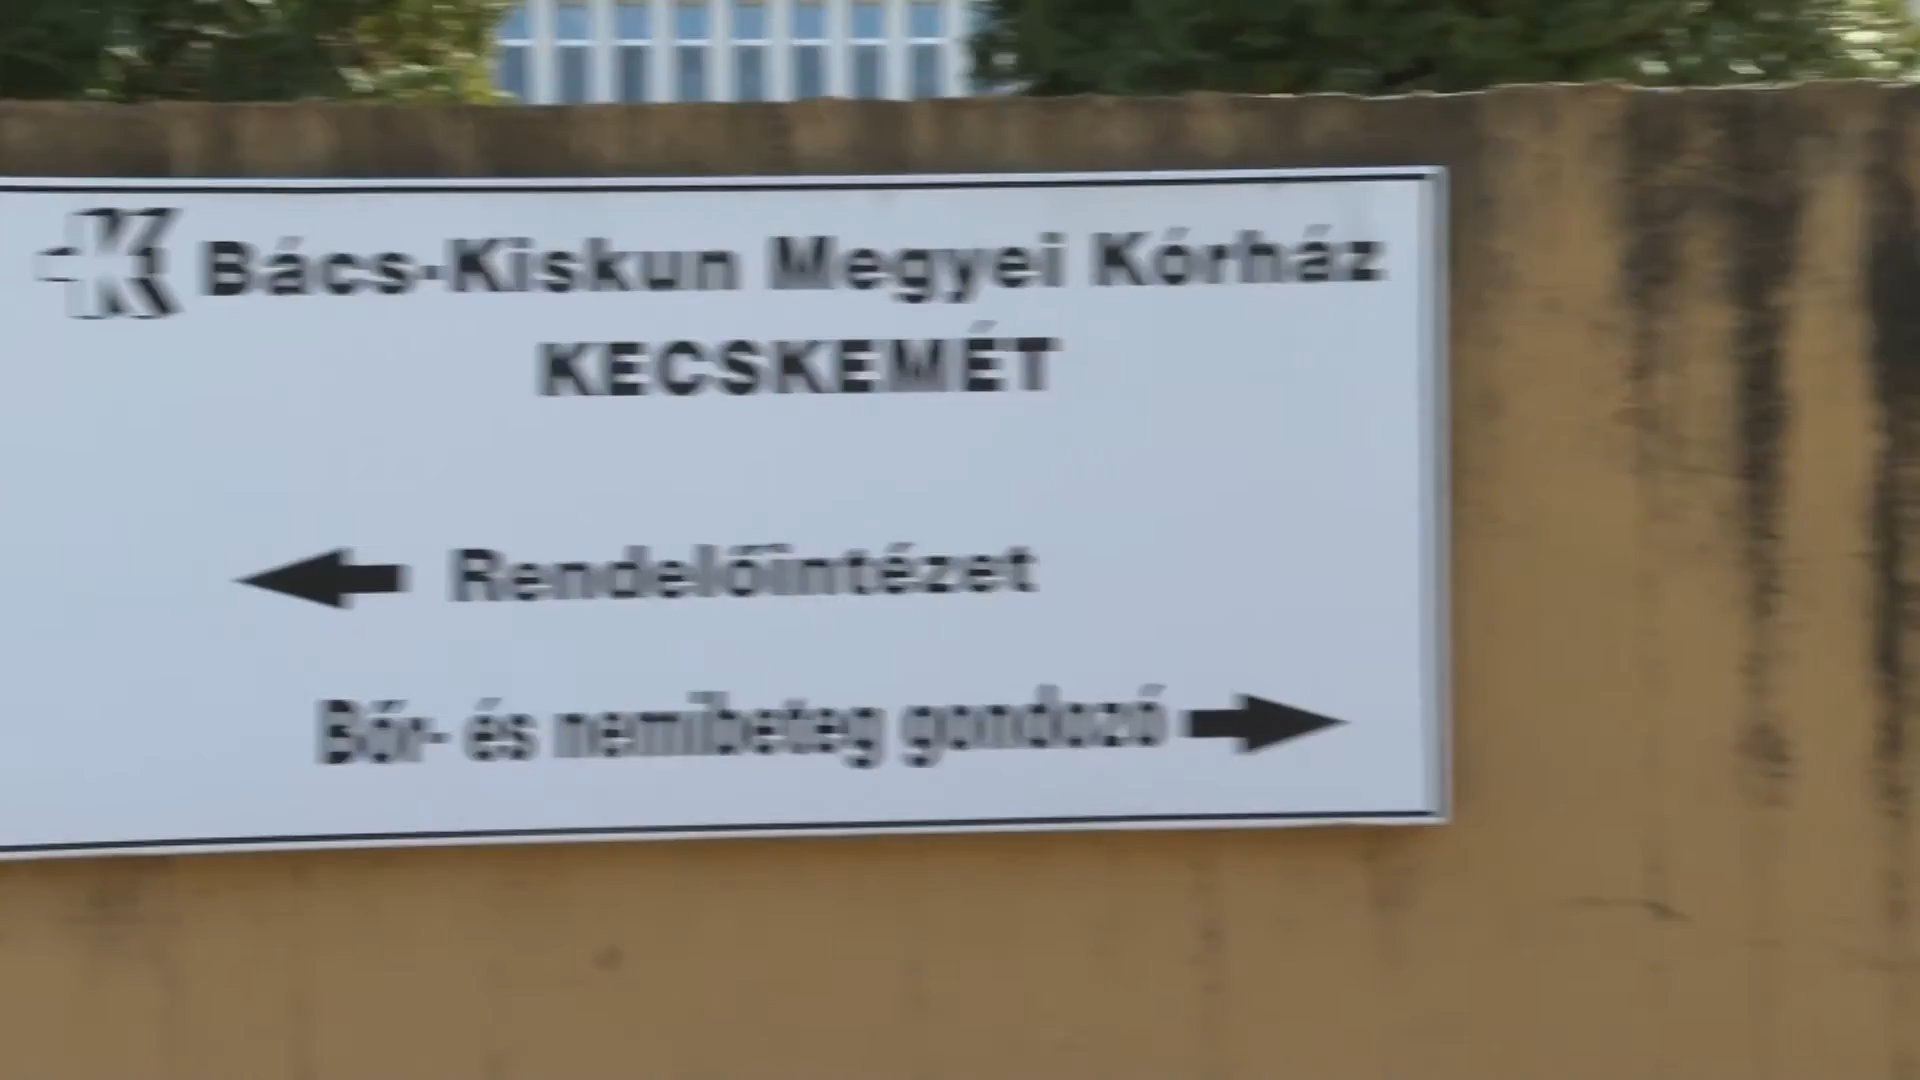 Bács-Kiskun Megyei Kórház
KECSKEMÉT
Rendelőintézet
Bőr- és nemibeteg gondozó